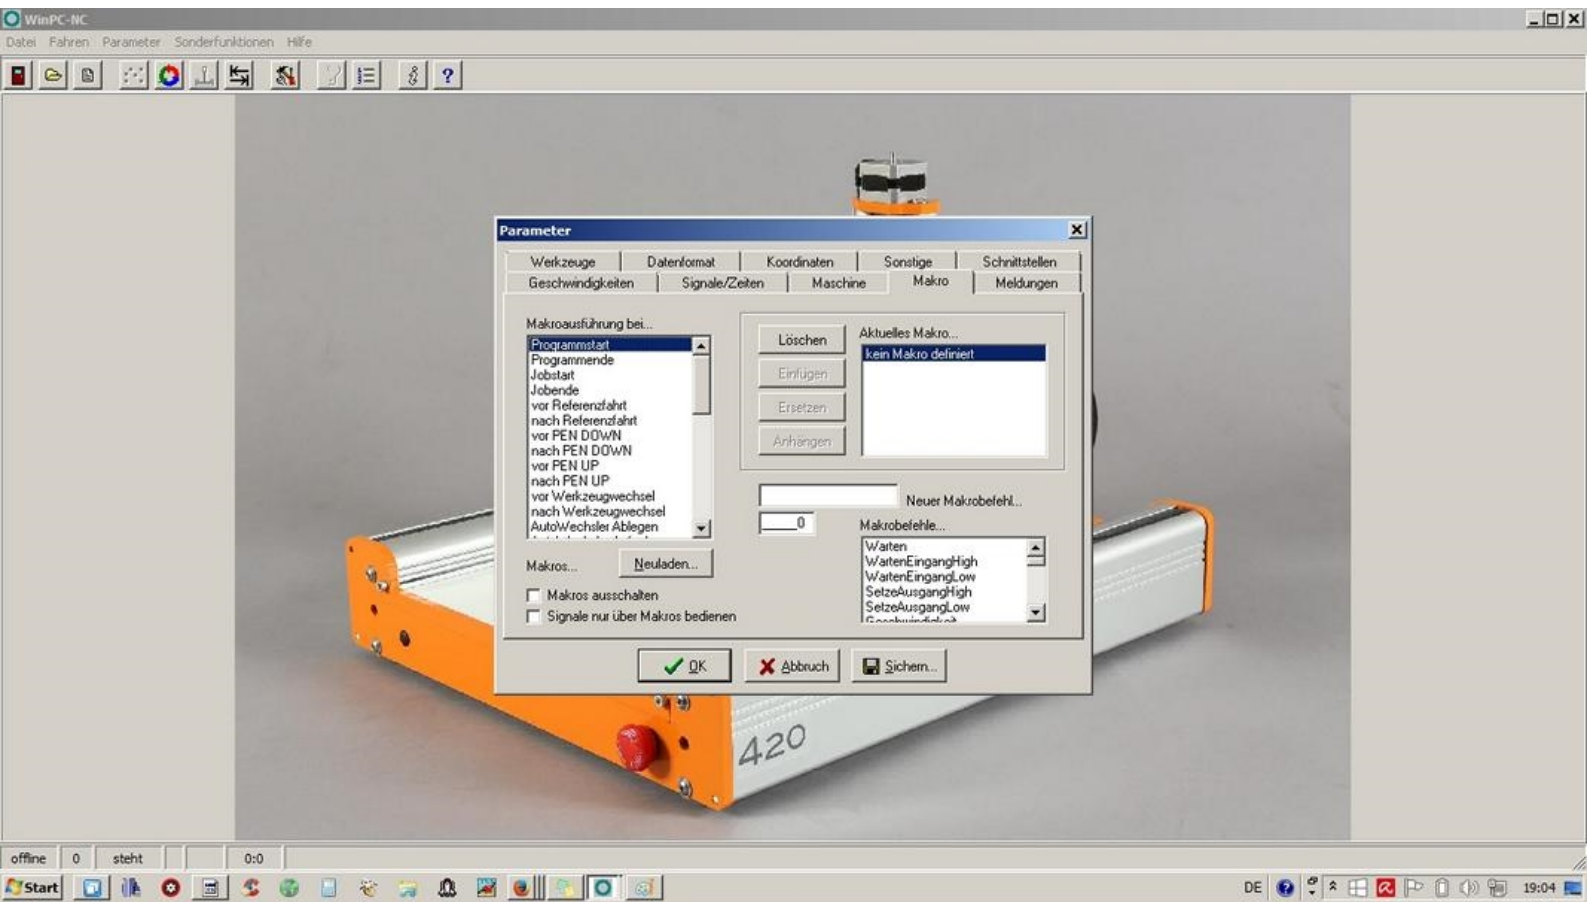 WinPC-NC
Datei Fahren Parameter Sonderfunktionen Hilfe
Parameter
Werkzeuge Datenformat Koordinaten Sonstige Schnittstellen
Geschwindigkeiten Signale/Zeiten Maschine Makro Meldungen
Makroausführung bei...
Programmstart
Programmende
Jobstart
Jobende
vor Referenzfahrt
nach Referenzfahrt
vor PEN DOWN
nach PEN DOWN
vor PEN UP
nach PEN UP
vor Werkzeugwechsel
nach Werkzeugwechsel
AutoWechsler Ablegen
Makros... Neuladen...
Makros ausschalten
Signale nur über Makros bedienen
Löschen
Einfügen
Ersetzen
Anhängen
Aktuelles Makro...
kein Makro definiert
Neuer Makrobefehl...
0
Makrobefehle...
Warten
WartenEingangHigh
WartenEingangLow
SetzeAusgangHigh
SetzeAusgangLow
Geschwindigkeit
OK Abbruch Sichern...
420
offline 0 steht 0:0
Start DE 19:04